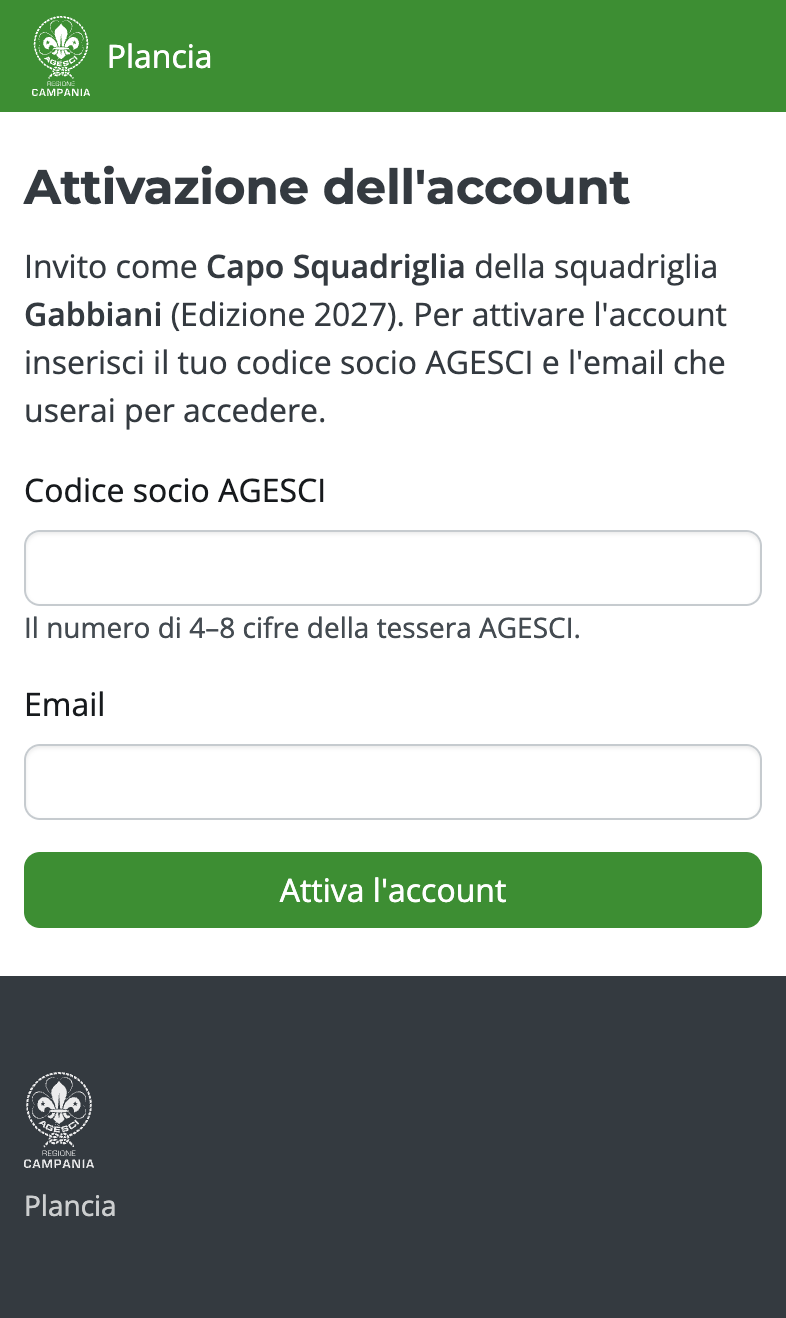 AGESCI
REGIONE
CAMPANIA
Plancia
Attivazione dell'account
Invito come Capo Squadriglia della squadriglia
Gabbiani (Edizione 2027). Per attivare l'account
inserisci il tuo codice socio AGESCI e l'email che
userai per accedere.
Codice socio AGESCI
Il numero di 4–8 cifre della tessera AGESCI.
Email
Attiva l'account
AGESCI
REGIONE
CAMPANIA
Plancia